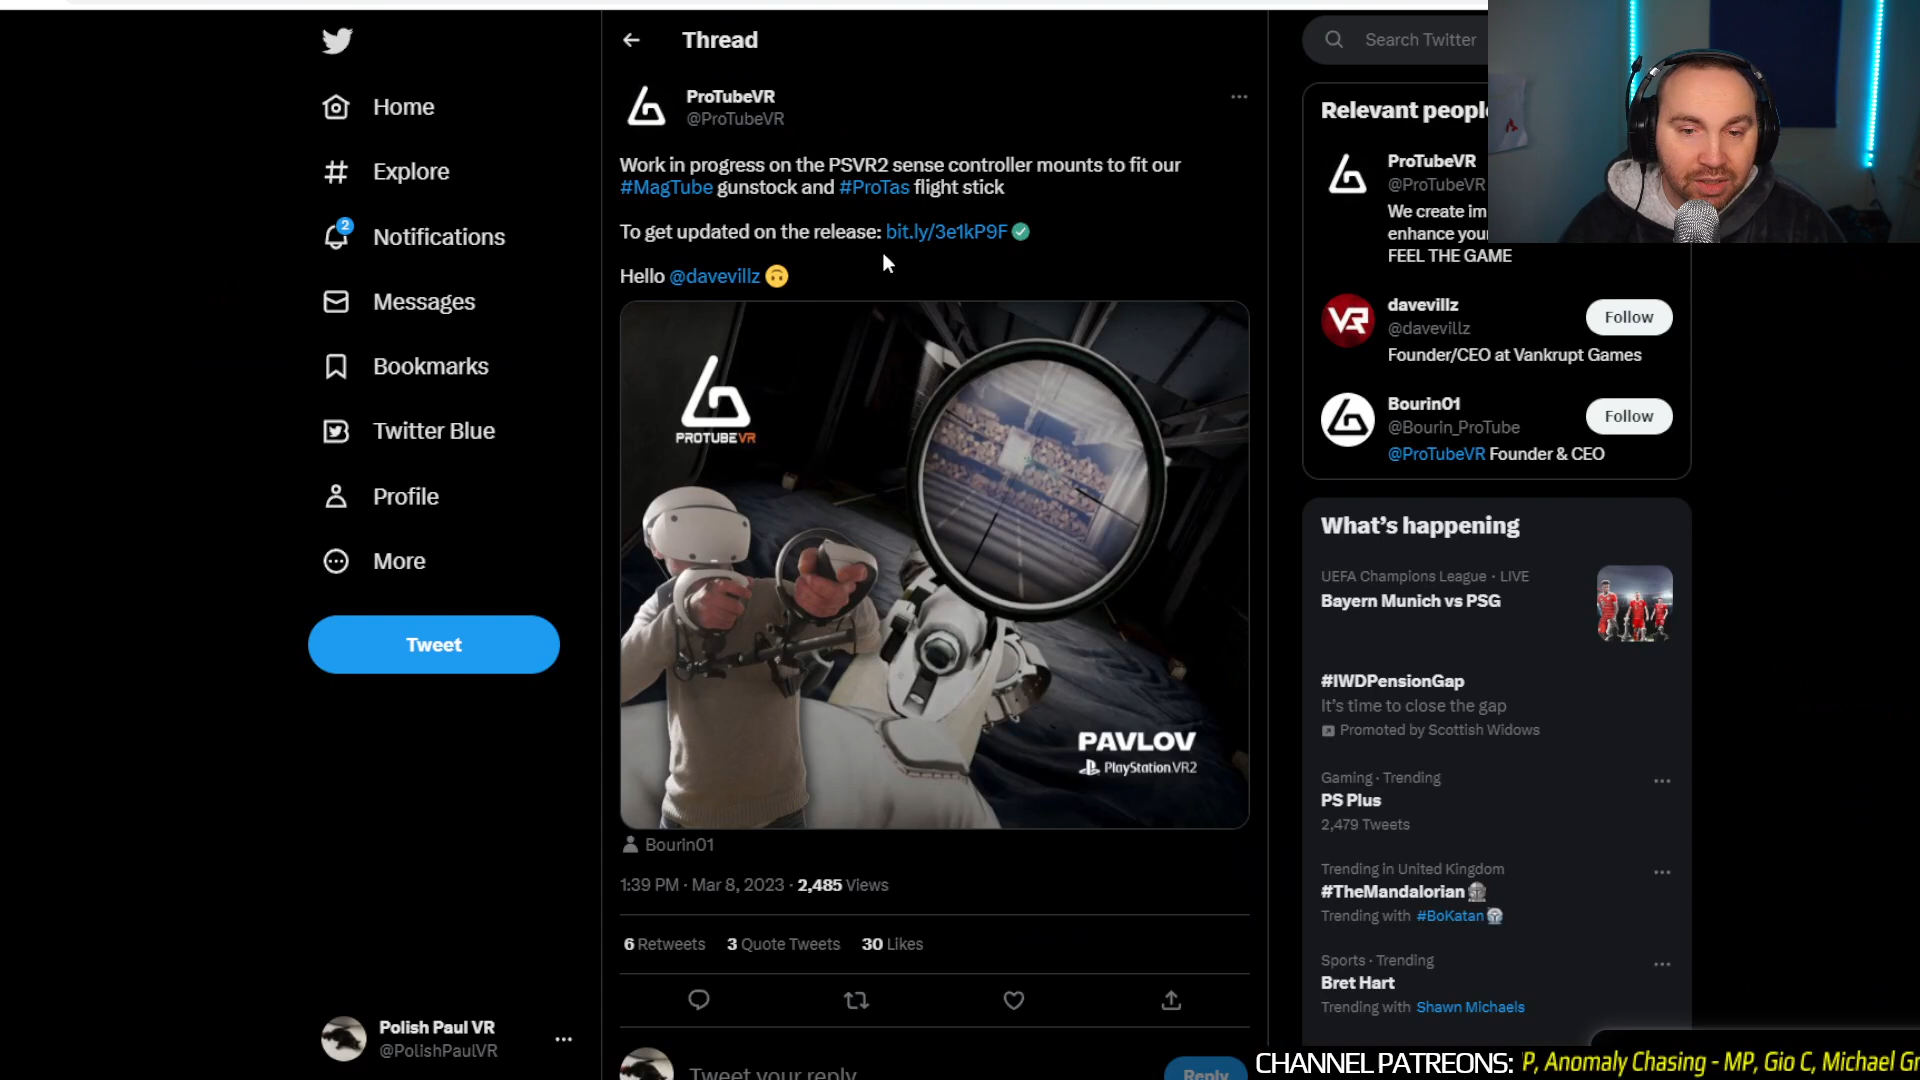 Thread
Search Twitter
Home
Explore
2
Notifications
Messages
Bookmarks
Twitter Blue
Profile
More
Tweet
Polish Paul VR
@PolishPaulVR
ProTubeVR
@ProTubeVR
Work in progress on the PSVR2 sense controller mounts to fit our
#MagTube gunstock and #ProTas flight stick
To get updated on the release: bit.ly/3e1kP9F
Hello @davevillz
PROTUBEVR
PAVLOV
PlayStation.VR2
Bourin01
1:39 PM · Mar 8, 2023 · 2,485 Views
6 Retweets 3 Quote Tweets 30 Likes
Tweet your reply
Reply
Relevant people
ProTubeVR
@ProTubeVR
We create im
enhance your
FEEL THE GAME
davevillz
@davevillz
Follow
Founder/CEO at Vankrupt Games
Bourin01
@Bourin_ProTube
Follow
@ProTubeVR Founder & CEO
What's happening
UEFA Champions League · LIVE
Bayern Munich vs PSG
#IWDPensionGap
It's time to close the gap
Promoted by Scottish Widows
Gaming · Trending
PS Plus
2,479 Tweets
Trending in United Kingdom
#TheMandalorian
Trending with #BoKatan
Sports · Trending
Bret Hart
Trending with Shawn Michaels
CHANNEL PATREONS: P, Anomaly Chasing - MP, Gio C, Michael Gr